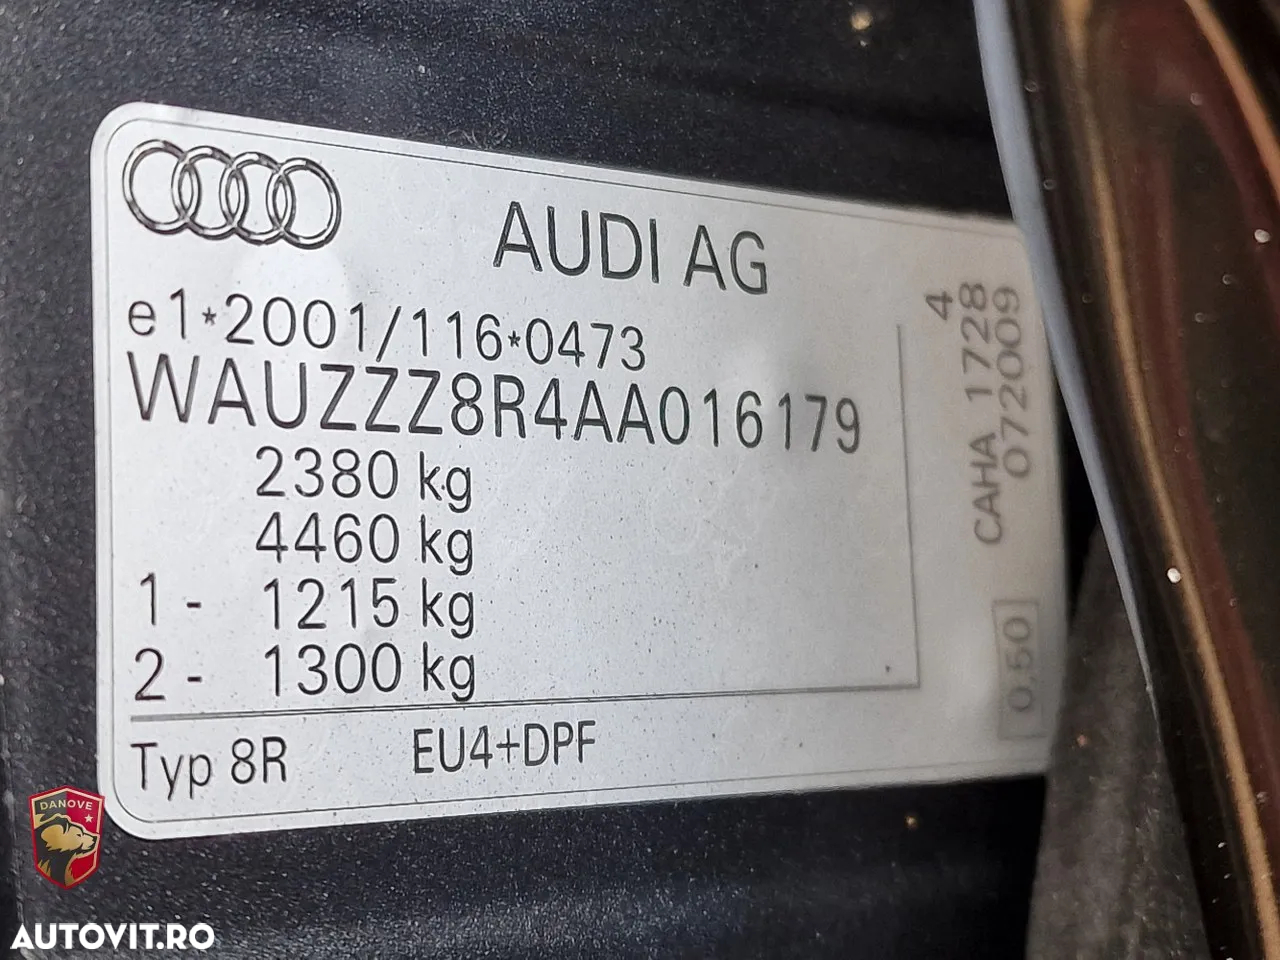 AUDI AG
e1*2001/116*0473
WAUZZZ8R4AA016179
2380 kg
4460 kg
1 - 1215 kg
2 - 1300 kg
Typ 8R EU4+DPF
4
CAHA 1728
072009
0.50
DANOVE
AUTOVIT.RO